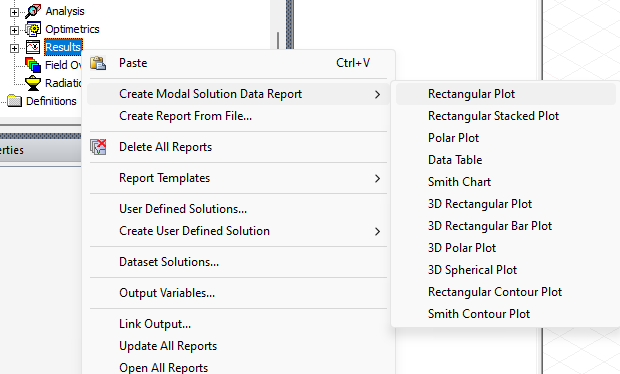 Analysis
Optimetrics
Results
Field Ov
Radiatio
Definitions
erties
Paste Ctrl+V
Create Modal Solution Data Report
Create Report From File...
Delete All Reports
Report Templates
User Defined Solutions...
Create User Defined Solution
Dataset Solutions...
Output Variables...
Link Output...
Update All Reports
Open All Reports
Rectangular Plot
Rectangular Stacked Plot
Polar Plot
Data Table
Smith Chart
3D Rectangular Plot
3D Rectangular Bar Plot
3D Polar Plot
3D Spherical Plot
Rectangular Contour Plot
Smith Contour Plot